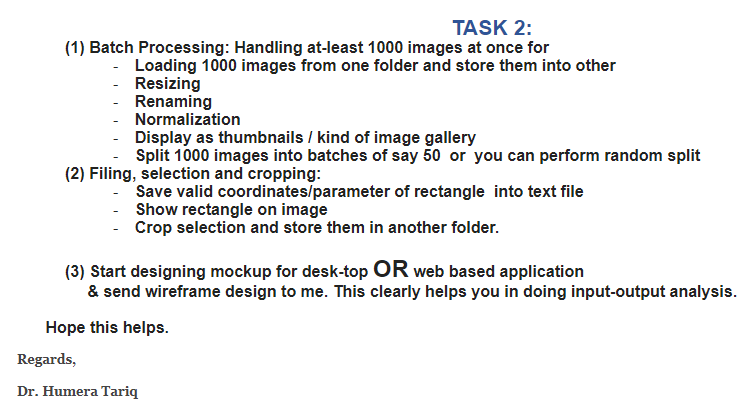 TASK 2:
(1) Batch Processing: Handling at-least 1000 images at once for
- Loading 1000 images from one folder and store them into other
- Resizing
- Renaming
- Normalization
- Display as thumbnails / kind of image gallery
- Split 1000 images into batches of say 50 or you can perform random split
(2) Filing, selection and cropping:
- Save valid coordinates/parameter of rectangle into text file
- Show rectangle on image
- Crop selection and store them in another folder.
(3) Start designing mockup for desk-top OR web based application
& send wireframe design to me. This clearly helps you in doing input-output analysis.
Hope this helps.
Regards,
Dr. Humera Tariq